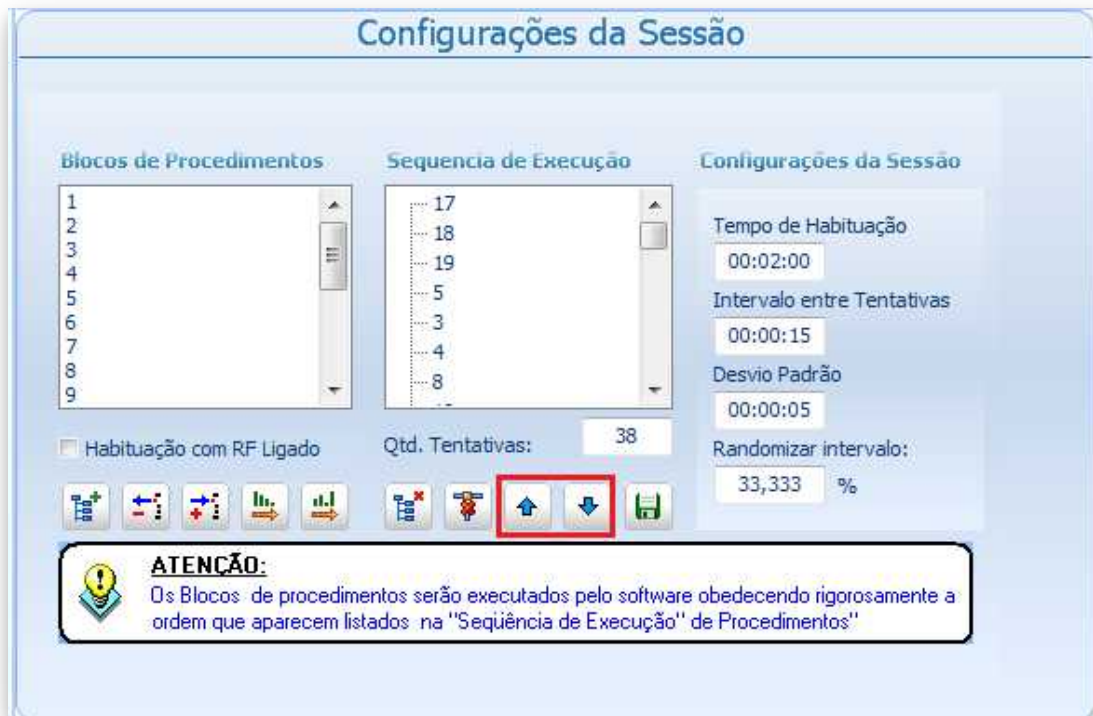 Configurações da Sessão
Blocos de Procedimentos
1
2
3
4
5
6
7
8
9
Habituação com RF Ligado
Sequencia de Execução
17
18
19
5
3
4
8
Qtd. Tentativas: 38
Configurações da Sessão
Tempo de Habituação
00:02:00
Intervalo entre Tentativas
00:00:15
Desvio Padrão
00:00:05
Randomizar intervalo:
33,333 %
ATENÇÃO:
Os Blocos de procedimentos serão executados pelo software obedecendo rigorosamente a
ordem que aparecem listados na "Seqüência de Execução" de Procedimentos"